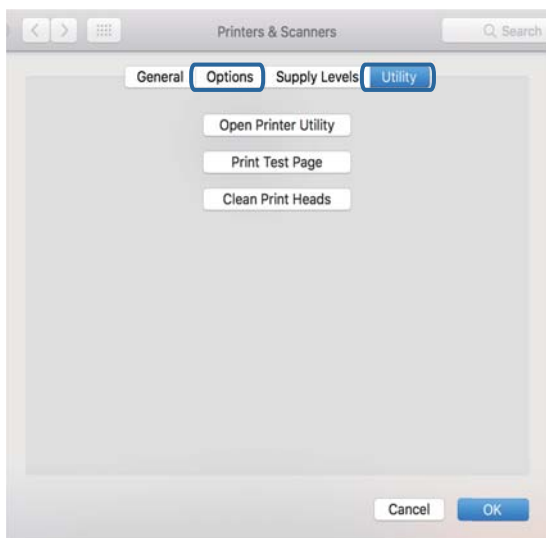 Printers & Scanners
Search
General Options Supply Levels Utility
Open Printer Utility
Print Test Page
Clean Print Heads
Cancel OK